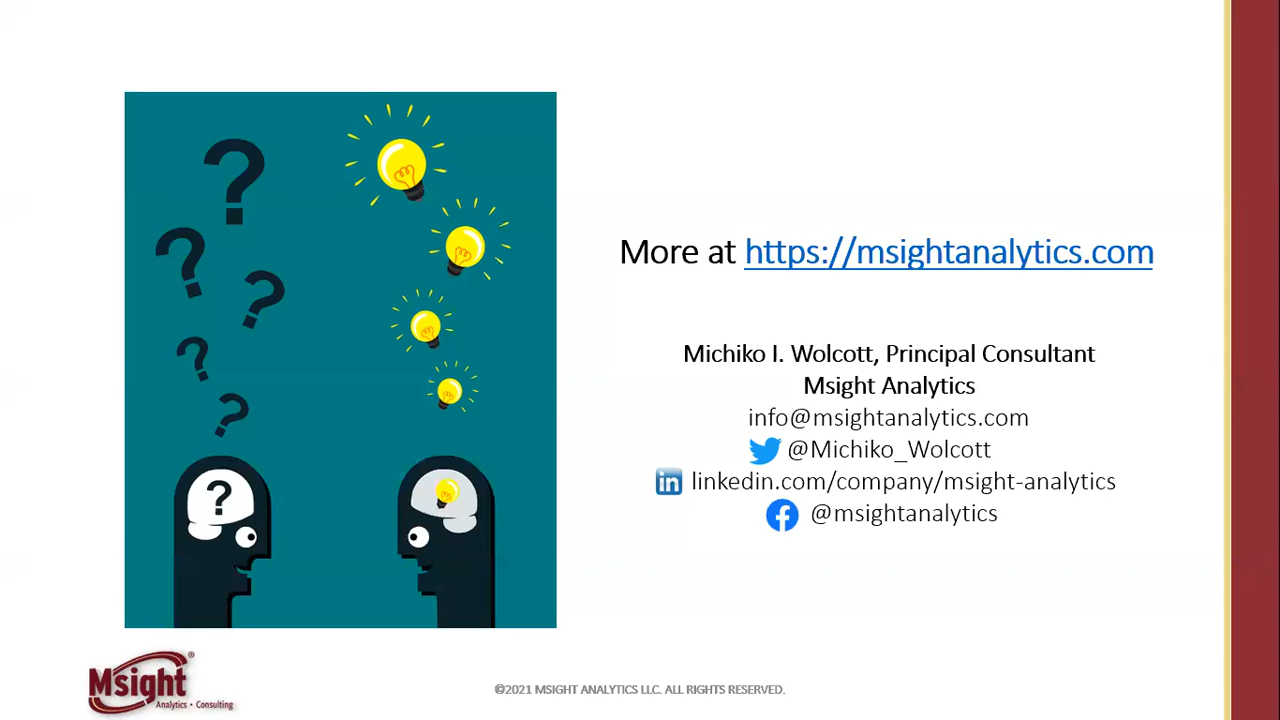 ?
?
?
?
?
?
More at https://msightanalytics.com
Michiko I. Wolcott, Principal Consultant
Msight Analytics
info@msightanalytics.com
@Michiko_Wolcott
in linkedin.com/company/msight-analytics
f @msightanalytics
Msight®
Analytics • Consulting
©2021 MSIGHT ANALYTICS LLC. ALL RIGHTS RESERVED.